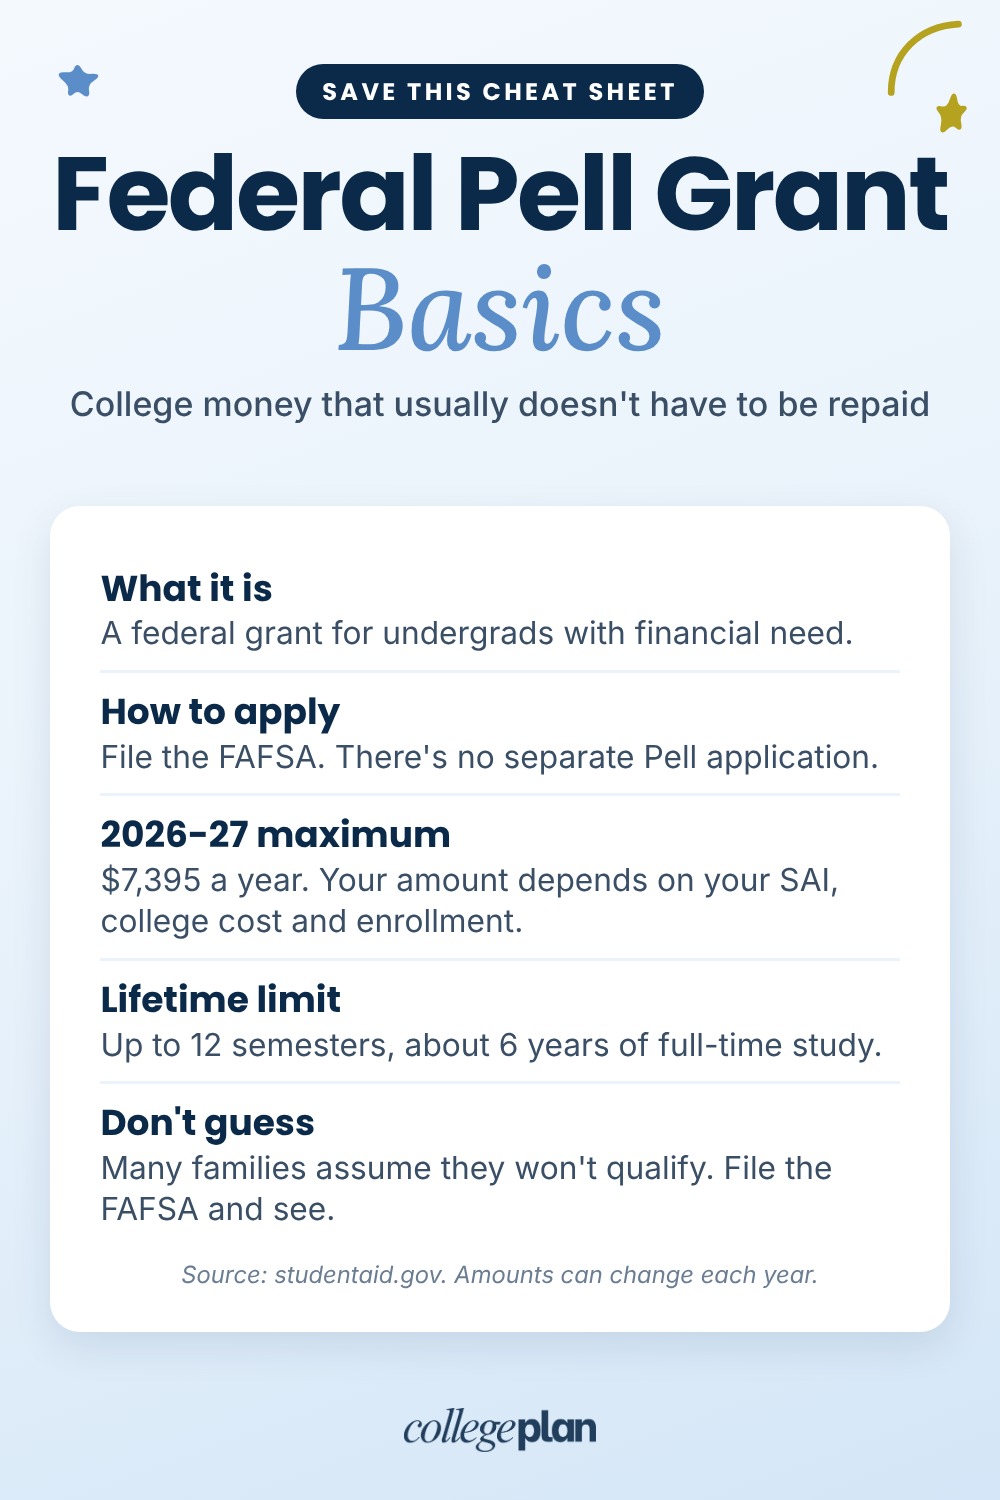 SAVE THIS CHEAT SHEET
Federal Pell Grant
Basics
College money that usually doesn't have to be repaid
What it is
A federal grant for undergrads with financial need.
How to apply
File the FAFSA. There's no separate Pell application.
2026-27 maximum
$7,395 a year. Your amount depends on your SAI,
college cost and enrollment.
Lifetime limit
Up to 12 semesters, about 6 years of full-time study.
Don't guess
Many families assume they won't qualify. File the
FAFSA and see.
Source: studentaid.gov. Amounts can change each year.
collegeplan